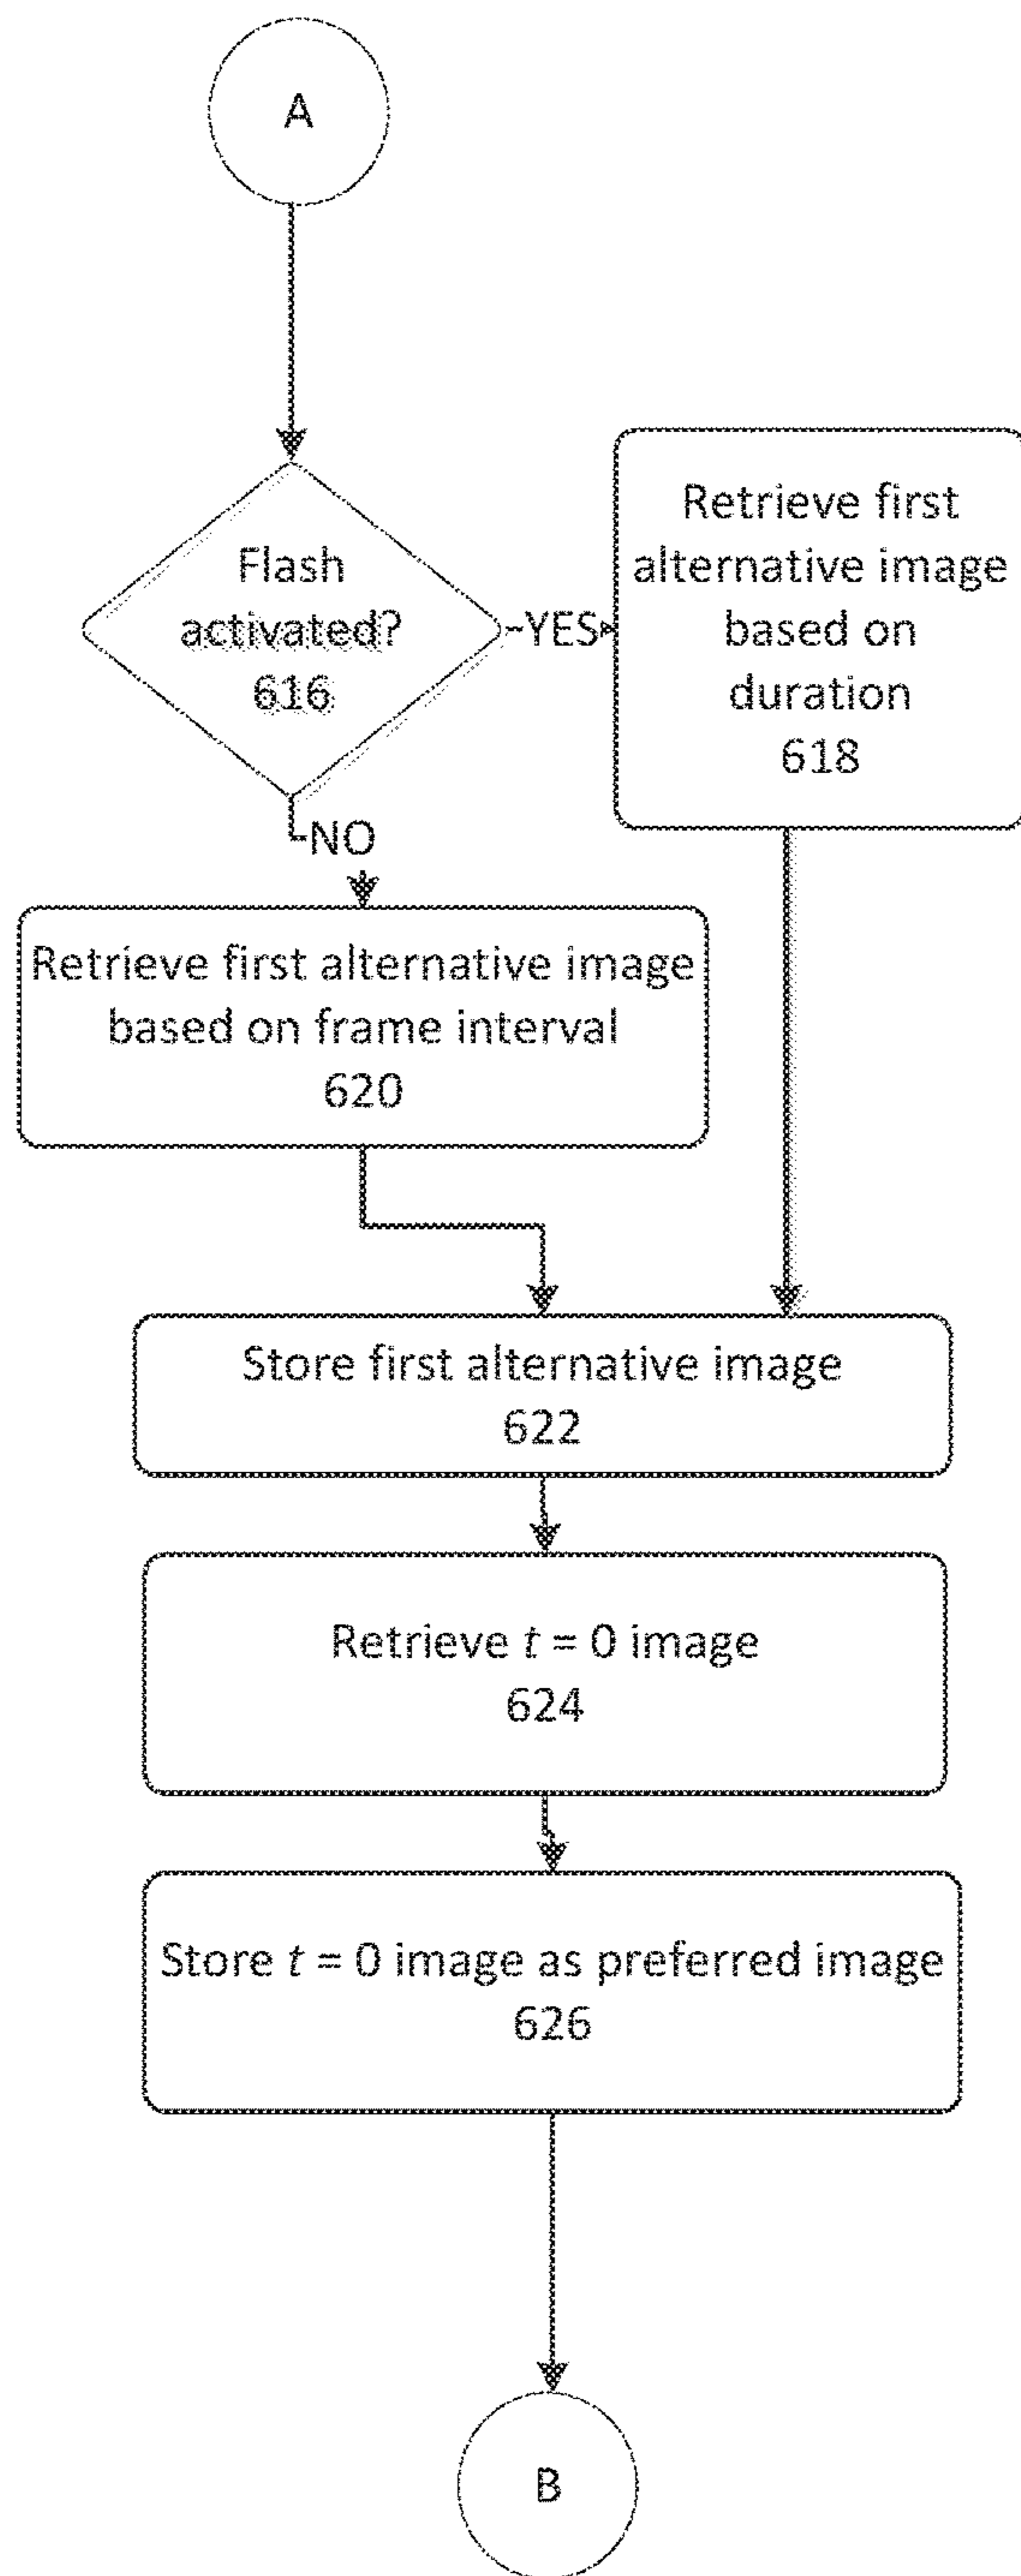 A
Flash
activated?
616
YES
Retrieve first
alternative image
based on
duration
618
NO
Retrieve first alternative image
based on frame interval
620
Store first alternative image
622
Retrieve t = 0 image
624
Store t = 0 image as preferred image
626
B